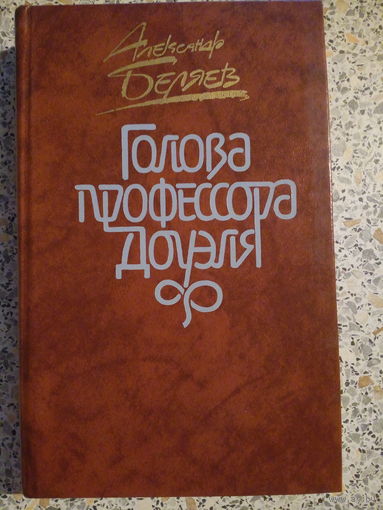 Александр
Беляев
Голова
профессора
Доуэля